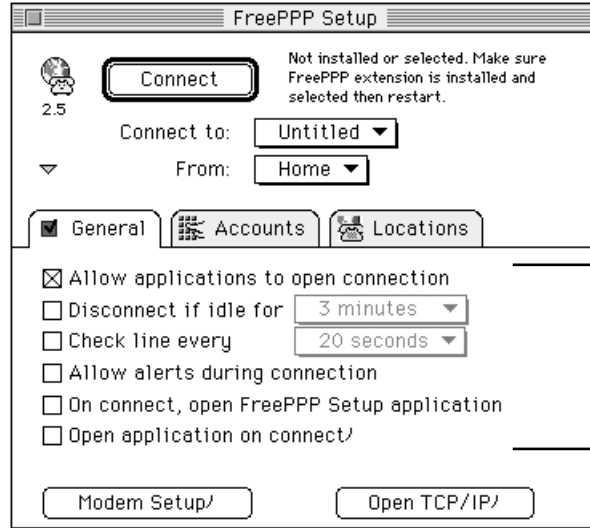 FreePPP Setup
Connect
Not installed or selected. Make sure
FreePPP extension is installed and
selected then restart.
2.5
Connect to: Untitled
From: Home
General Accounts Locations
Allow applications to open connection
Disconnect if idle for 3 minutes
Check line every 20 seconds
Allow alerts during connection
On connect, open FreePPP Setup application
Open application on connect/
Modem Setup/ Open TCP/IP/